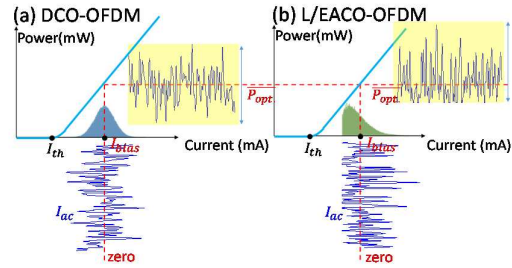 (a) DCO-OFDM
(b) L/EACO-OFDM
Power(mW)
Power(mW)
P_opt
P_opt
I_th
I_bias
Current (mA)
I_th
I_bias
Current (mA)
I_ac
I_ac
zero
zero